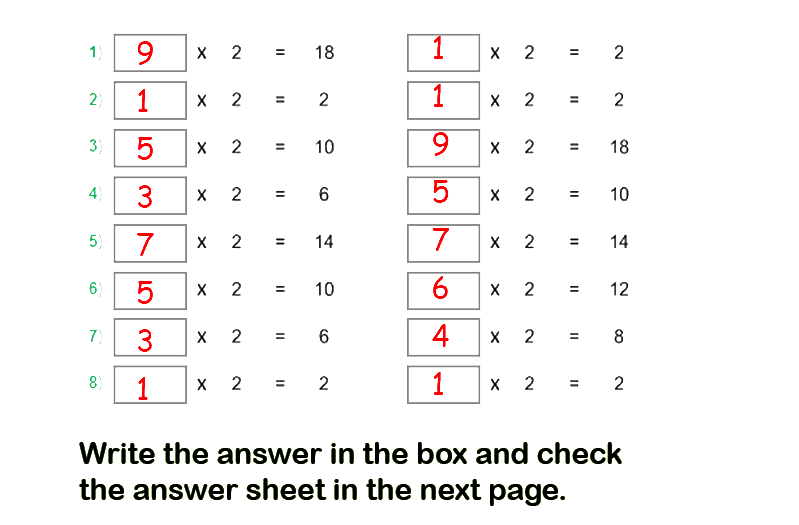 1) 9 x 2 = 18 1 x 2 = 2
2) 1 x 2 = 2 1 x 2 = 2
3) 5 x 2 = 10 9 x 2 = 18
4) 3 x 2 = 6 5 x 2 = 10
5) 7 x 2 = 14 7 x 2 = 14
6) 5 x 2 = 10 6 x 2 = 12
7) 3 x 2 = 6 4 x 2 = 8
8) 1 x 2 = 2 1 x 2 = 2
Write the answer in the box and check
the answer sheet in the next page.